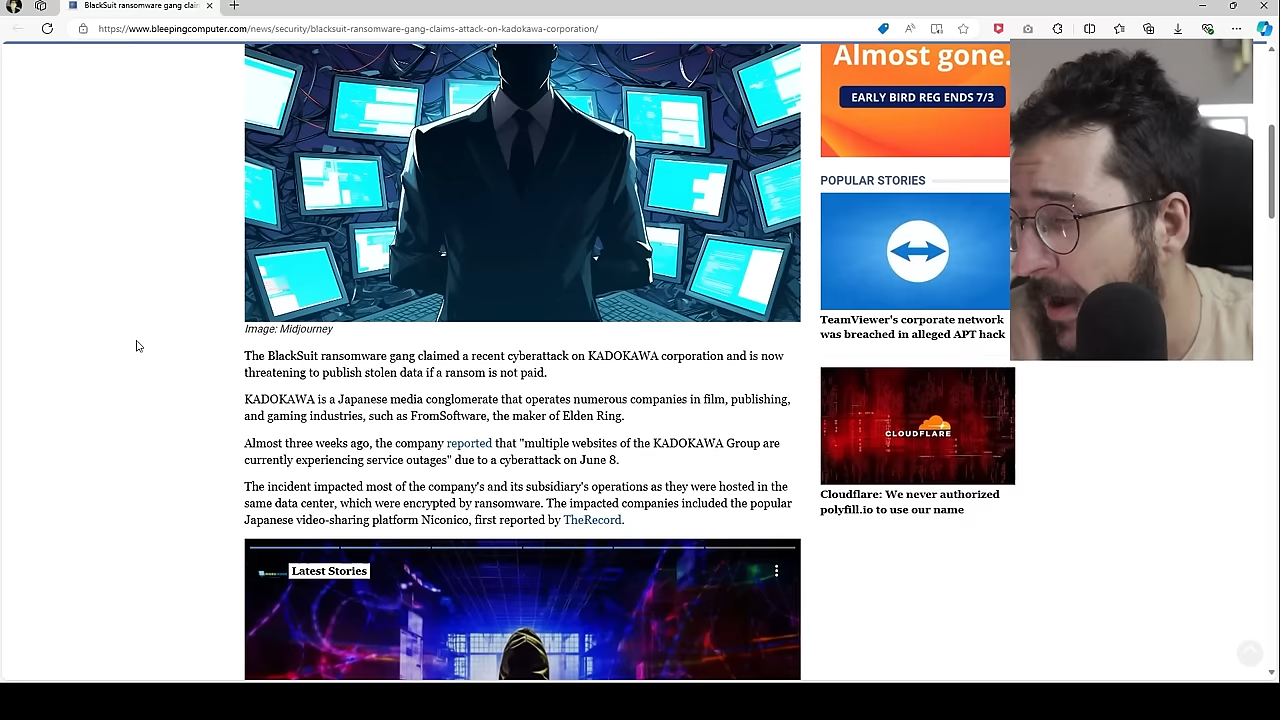 BlackSuit ransomware gang clai
https://www.bleepingcomputer.com/news/security/blacksuit-ransomware-gang-claims-attack-on-kadokawa-corporation/
Almost gone.
EARLY BIRD REG ENDS 7/3
Image: Midjourney
The BlackSuit ransomware gang claimed a recent cyberattack on KADOKAWA corporation and is now
threatening to publish stolen data if a ransom is not paid.
KADOKAWA is a Japanese media conglomerate that operates numerous companies in film, publishing,
and gaming industries, such as FromSoftware, the maker of Elden Ring.
Almost three weeks ago, the company reported that "multiple websites of the KADOKAWA Group are
currently experiencing service outages" due to a cyberattack on June 8.
The incident impacted most of the company's and its subsidiary's operations as they were hosted in the
same data center, which were encrypted by ransomware. The impacted companies included the popular
Japanese video-sharing platform Niconico, first reported by TheRecord.
Latest Stories
POPULAR STORIES
TeamViewer's corporate network
was breached in alleged APT hack
CLOUDFLARE
Cloudflare: We never authorized
polyfill.io to use our name